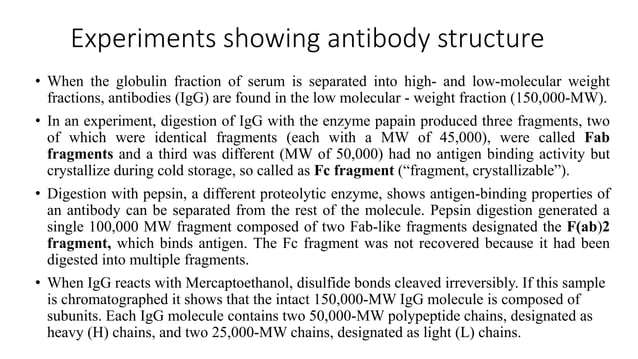 Experiments showing antibody structure
• When the globulin fraction of serum is separated into high- and low-molecular weight
fractions, antibodies (IgG) are found in the low molecular - weight fraction (150,000-MW).
• In an experiment, digestion of IgG with the enzyme papain produced three fragments, two
of which were identical fragments (each with a MW of 45,000), were called Fab
fragments and a third was different (MW of 50,000) had no antigen binding activity but
crystallize during cold storage, so called as Fc fragment (“fragment, crystallizable”).
• Digestion with pepsin, a different proteolytic enzyme, shows antigen-binding properties of
an antibody can be separated from the rest of the molecule. Pepsin digestion generated a
single 100,000 MW fragment composed of two Fab-like fragments designated the F(ab)2
fragment, which binds antigen. The Fc fragment was not recovered because it had been
digested into multiple fragments.
• When IgG reacts with Mercaptoethanol, disulfide bonds cleaved irreversibly. If this sample
is chromatographed it shows that the intact 150,000-MW IgG molecule is composed of
subunits. Each IgG molecule contains two 50,000-MW polypeptide chains, designated as
heavy (H) chains, and two 25,000-MW chains, designated as light (L) chains.